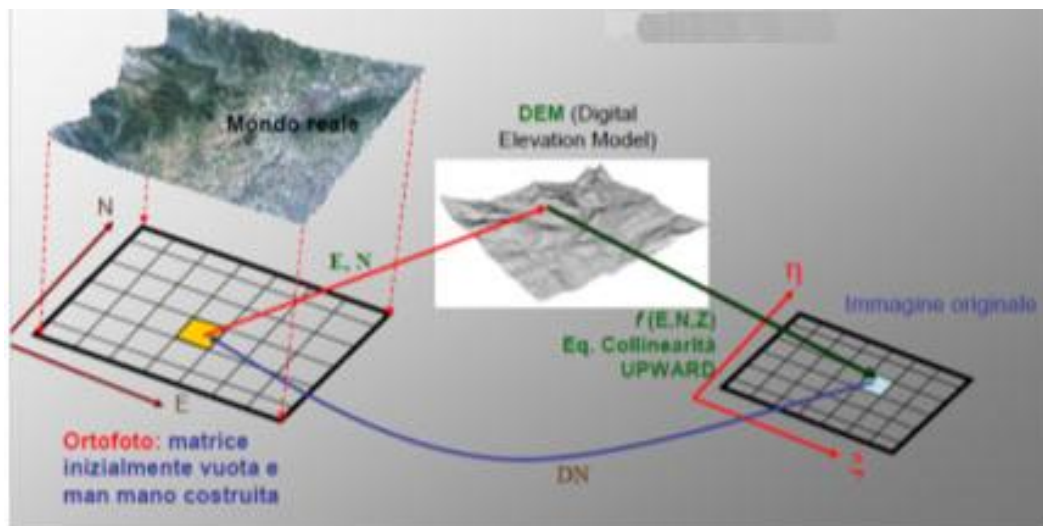 Mondo reale
DEM (Digital
Elevation Model)
N
E, N
η
Immagine originale
f (E,N,Z)
Eq. Collinearità
UPWARD
E
ξ
Ortofoto: matrice
inizialmente vuota e
man mano costruita
DN